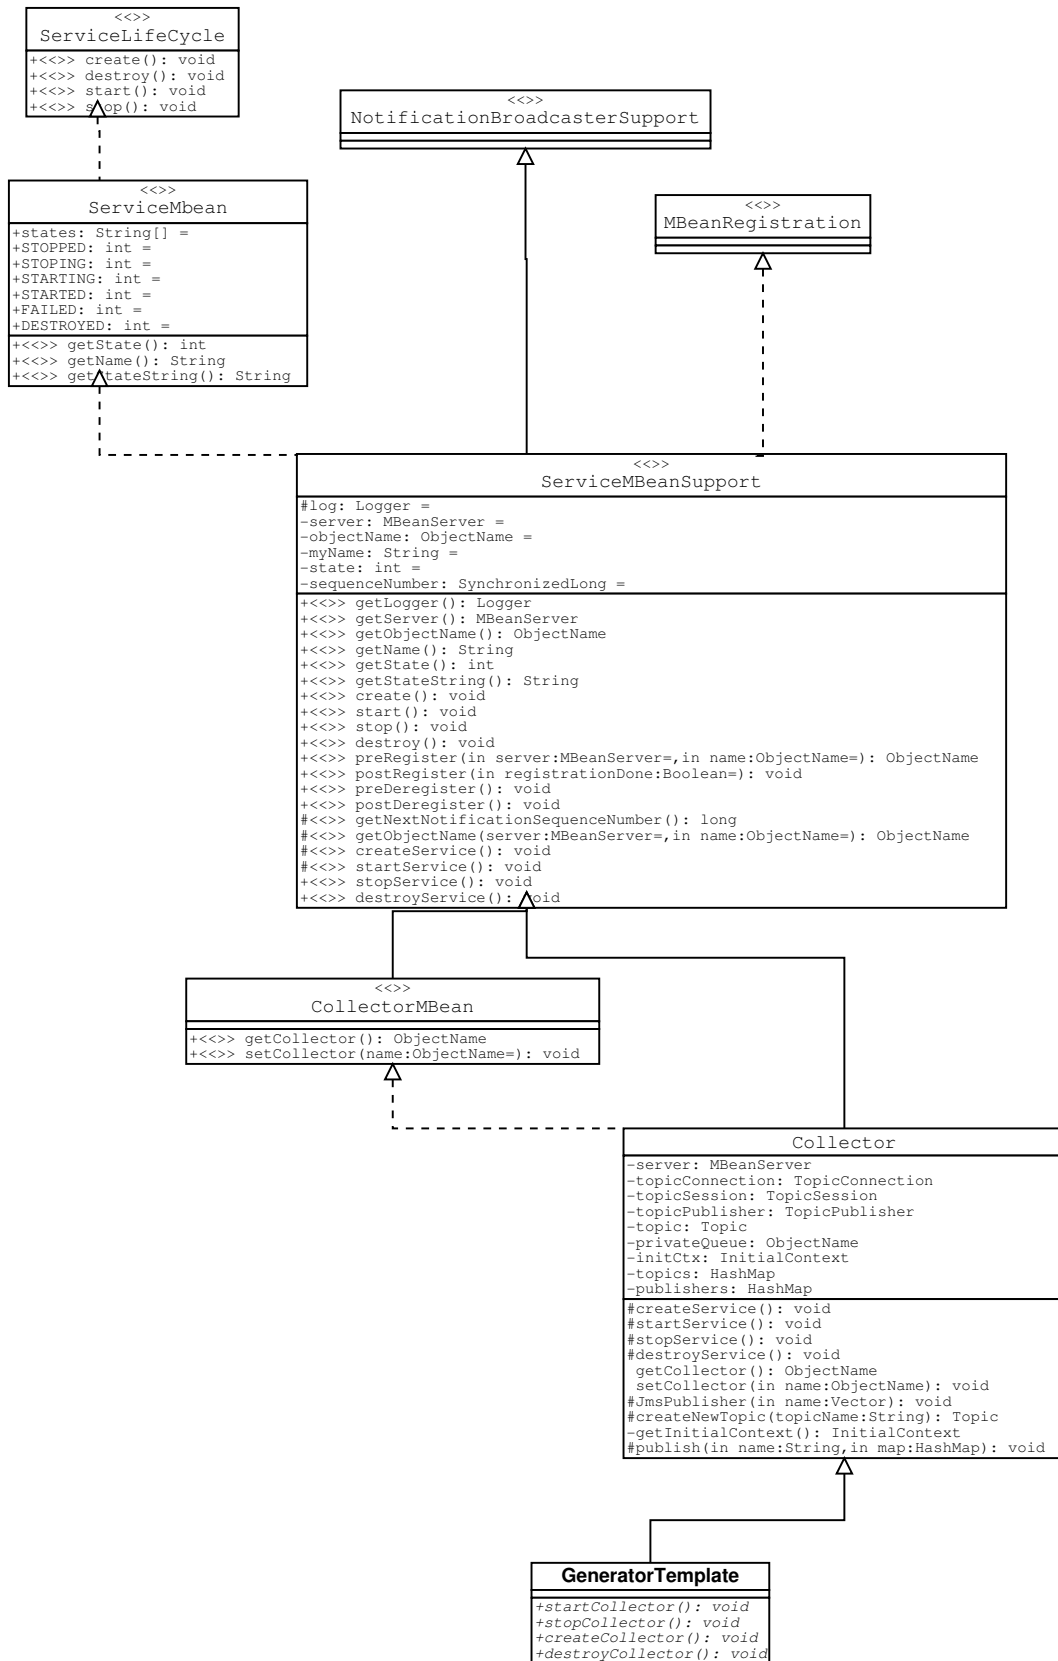 <<>>
ServiceLifeCycle
+<<>> create(): void
+<<>> destroy(): void
+<<>> start(): void
+<<>> stop(): void
<<>>
NotificationBroadcasterSupport
<<>>
ServiceMbean
+states: String[] =
+STOPPED: int =
+STOPING: int =
+STARTING: int =
+STARTED: int =
+FAILED: int =
+DESTROYED: int =
+<<>> getState(): int
+<<>> getName(): String
+<<>> getStateString(): String
<<>>
MBeanRegistration
<<>>
ServiceMBeanSupport
#log: Logger =
-server: MBeanServer =
-objectName: ObjectName =
-myName: String =
-state: int =
-sequenceNumber: SynchronizedLong =
+<<>> getLogger(): Logger
+<<>> getServer(): MBeanServer
+<<>> getObjectName(): ObjectName
+<<>> getName(): String
+<<>> getState(): int
+<<>> getStateString(): String
+<<>> create(): void
+<<>> start(): void
+<<>> stop(): void
+<<>> destroy(): void
+<<>> preRegister(in server:MBeanServer=,in name:ObjectName=): ObjectName
+<<>> postRegister(in registrationDone:Boolean=): void
+<<>> preDeregister(): void
+<<>> postDeregister(): void
#<<>> getNextNotificationSequenceNumber(): long
#<<>> getObjectName(server:MBeanServer=,in name:ObjectName=): ObjectName
#<<>> createService(): void
#<<>> startService(): void
+<<>> stopService(): void
+<<>> destroyService(): void
<<>>
CollectorMBean
+<<>> getCollector(): ObjectName
+<<>> setCollector(name:ObjectName=): void
Collector
-server: MBeanServer
-topicConnection: TopicConnection
-topicSession: TopicSession
-topicPublisher: TopicPublisher
-topic: Topic
-privateQueue: ObjectName
-initCtx: InitialContext
-topics: HashMap
-publishers: HashMap
#createService(): void
#startService(): void
#stopService(): void
#destroyService(): void
getCollector(): ObjectName
setCollector(in name:ObjectName): void
#JmsPublisher(in name:Vector): void
#createNewTopic(topicName:String): Topic
-getInitialContext(): InitialContext
#publish(in name:String,in map:HashMap): void
GeneratorTemplate
+startCollector(): void
+stopCollector(): void
+createCollector(): void
+destroyCollector(): void